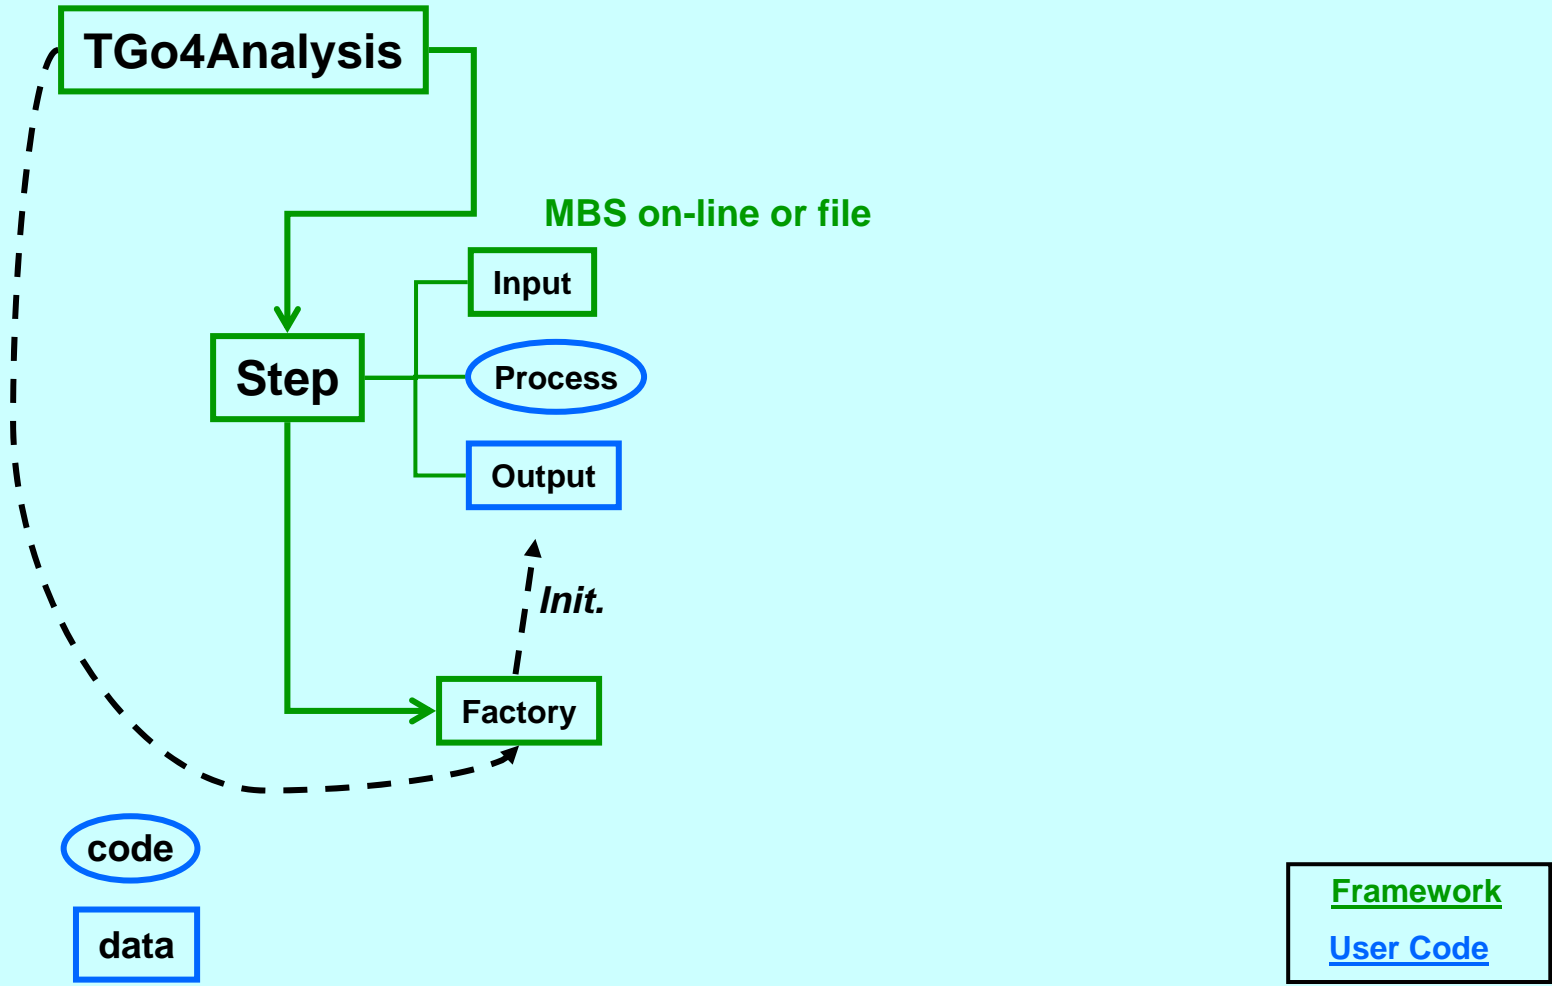 TGo4Analysis
MBS on-line or file
Input
Step
Process
Output
Init.
Factory
code
data
Framework
User Code